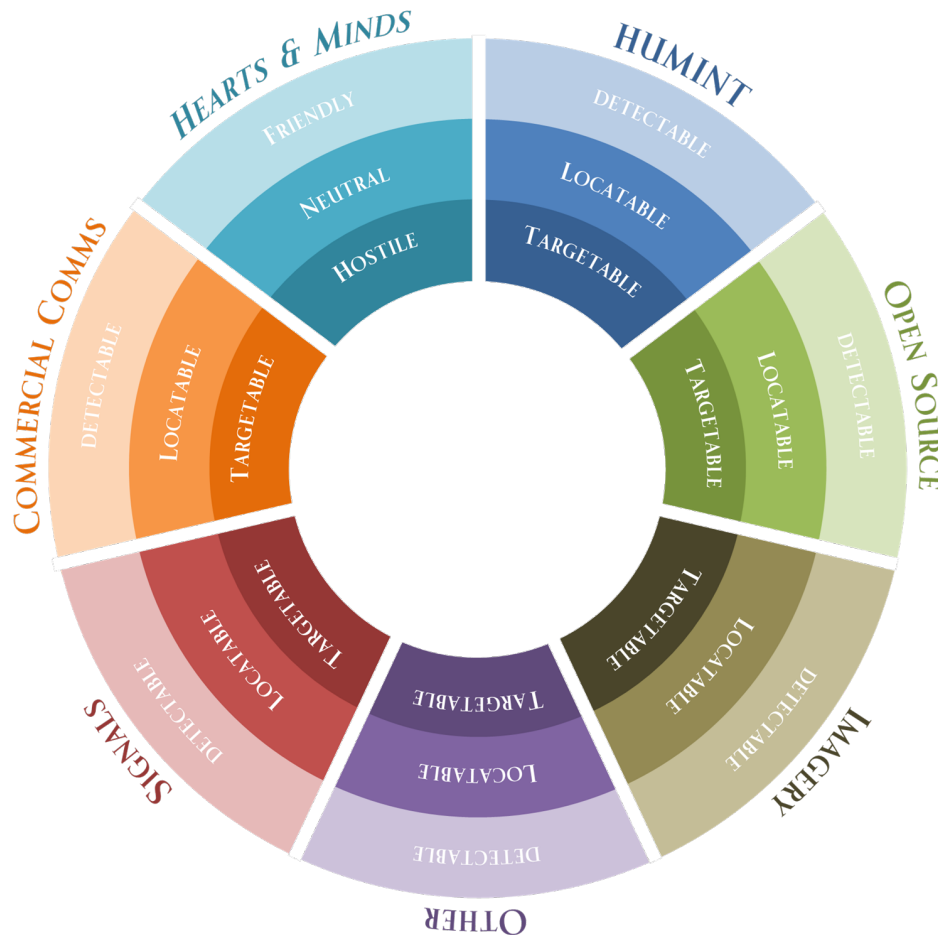 HEARTS & MINDS
FRIENDLY
NEUTRAL
HOSTILE
HUMINT
DETECTABLE
LOCATABLE
TARGETABLE
OPEN SOURCE
DETECTABLE
LOCATABLE
TARGETABLE
IMAGERY
DETECTABLE
LOCATABLE
TARGETABLE
OTHER
DETECTABLE
LOCATABLE
TARGETABLE
SIGNALS
DETECTABLE
LOCATABLE
TARGETABLE
COMMERCIAL COMMS
DETECTABLE
LOCATABLE
TARGETABLE